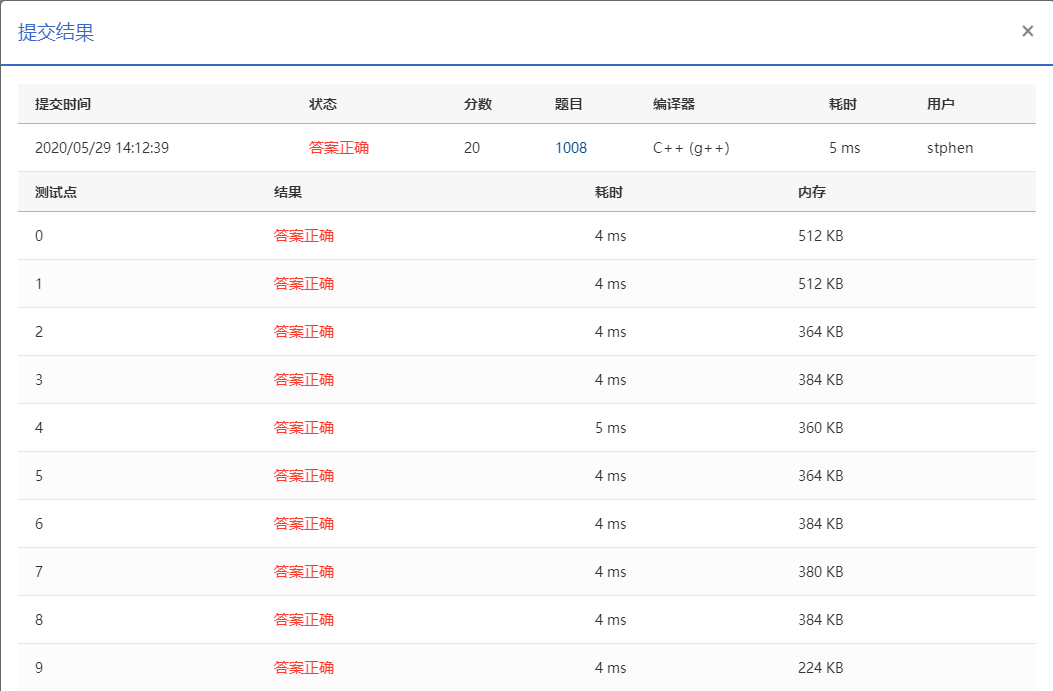 提交结果 ×
提交时间 状态 分数 题目 编译器 耗时 用户
2020/05/29 14:12:39 答案正确 20 1008 C++ (g++) 5 ms stphen
测试点 结果 耗时 内存
0 答案正确 4 ms 512 KB
1 答案正确 4 ms 512 KB
2 答案正确 4 ms 364 KB
3 答案正确 4 ms 384 KB
4 答案正确 5 ms 360 KB
5 答案正确 4 ms 364 KB
6 答案正确 4 ms 384 KB
7 答案正确 4 ms 380 KB
8 答案正确 4 ms 384 KB
9 答案正确 4 ms 224 KB